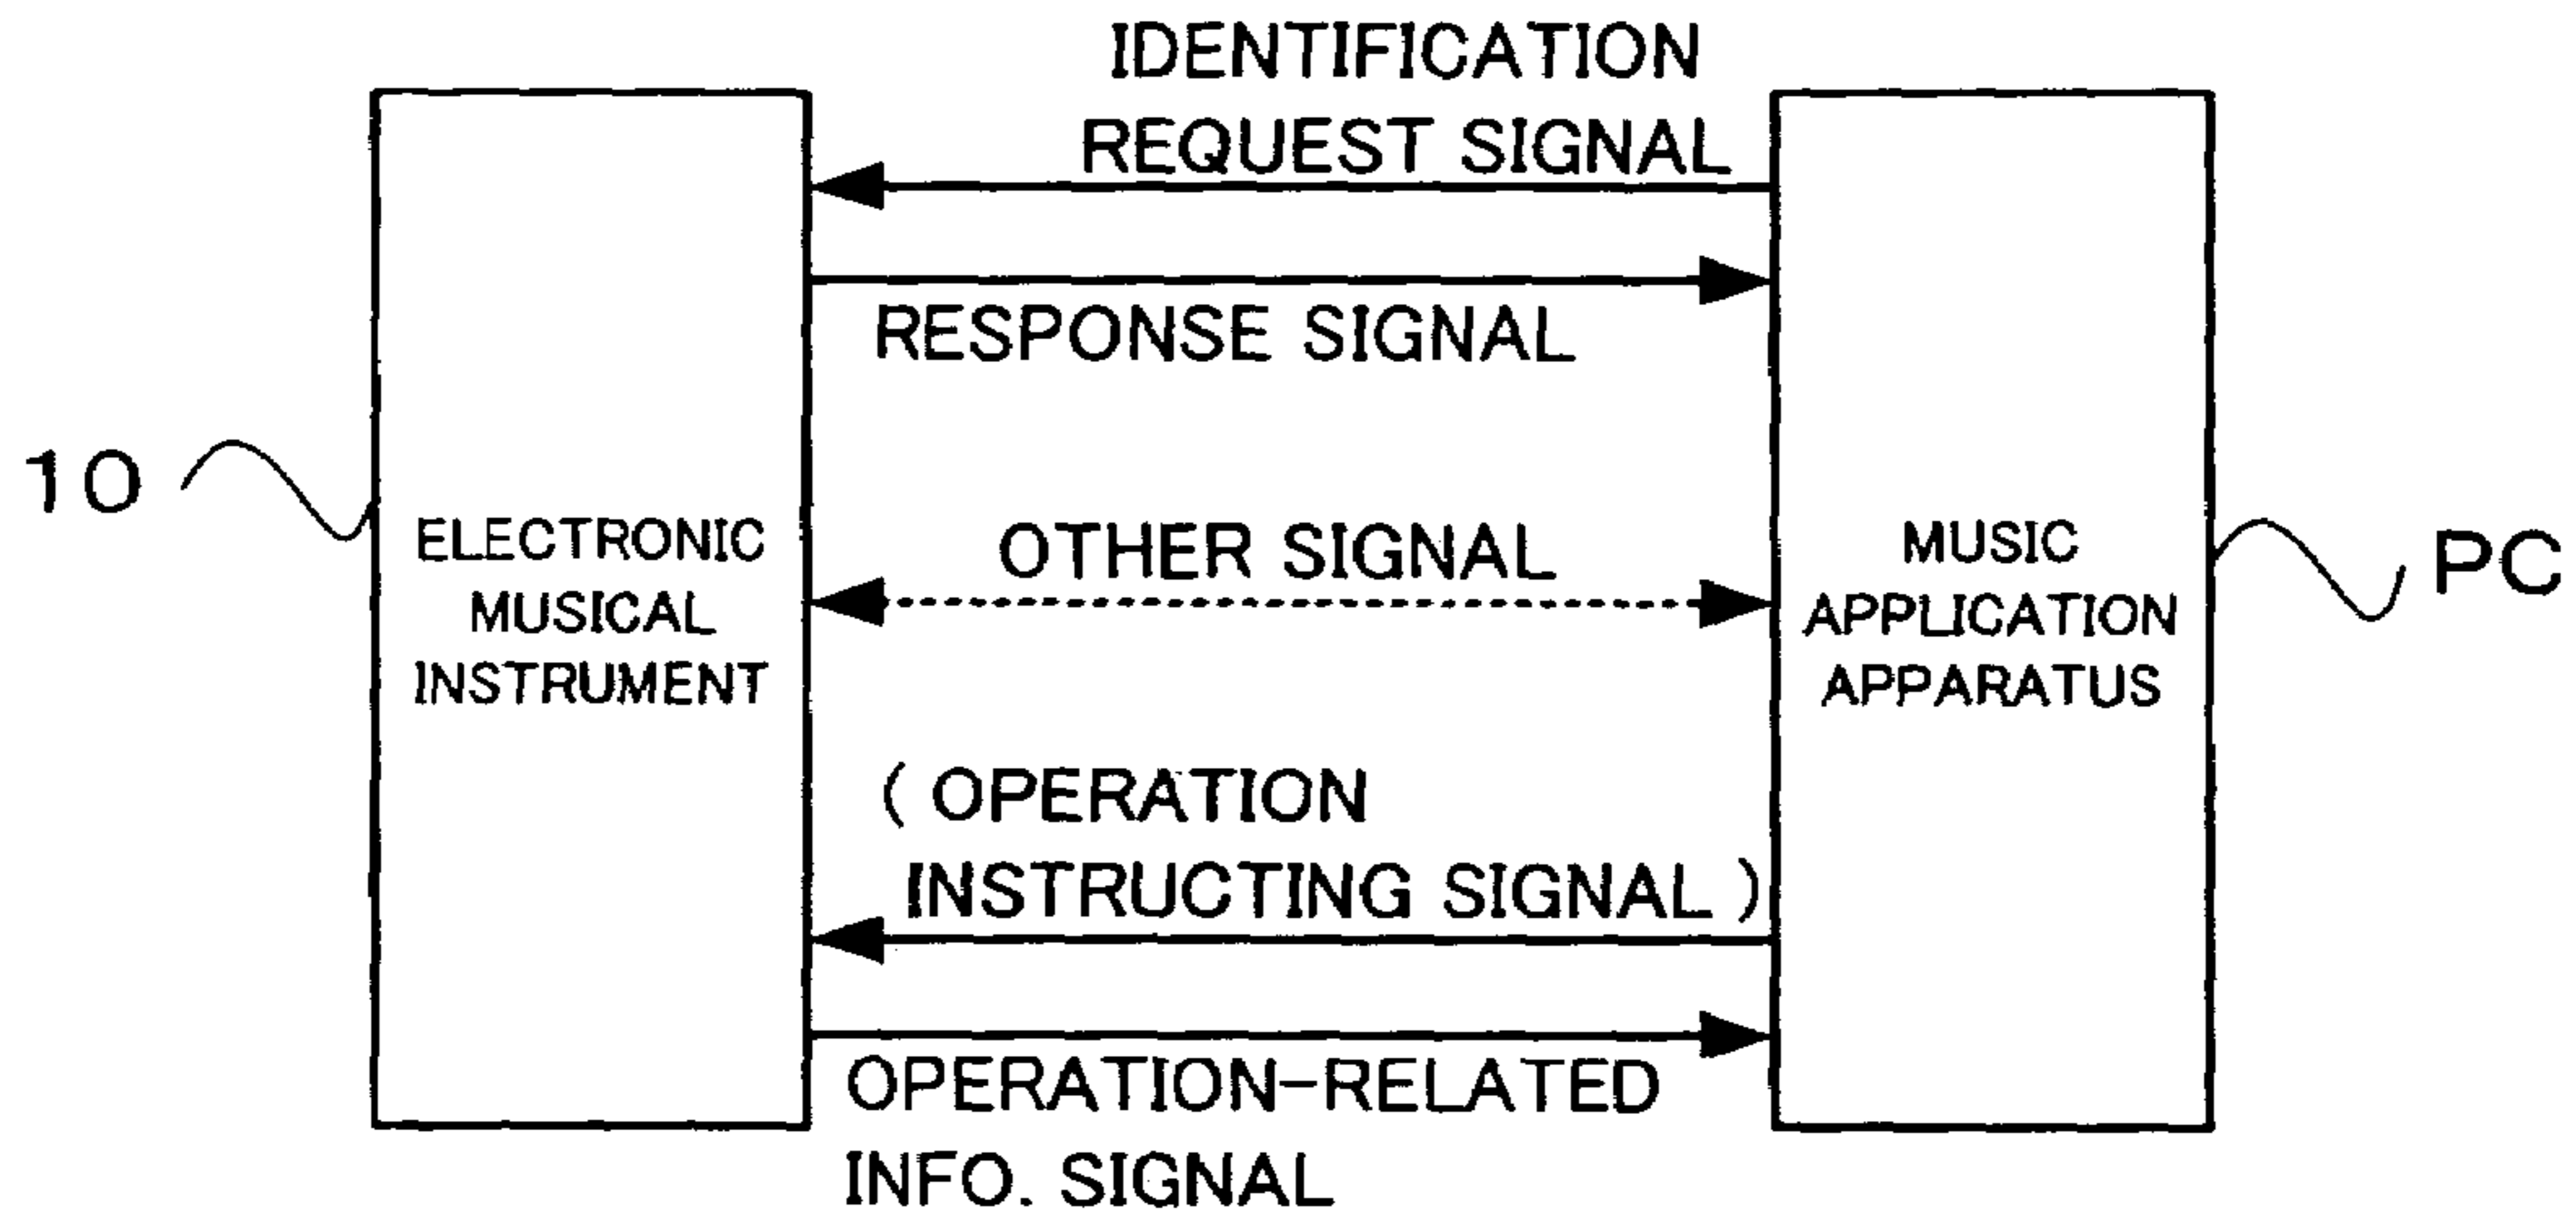 IDENTIFICATION
REQUEST SIGNAL
RESPONSE SIGNAL
10
ELECTRONIC
MUSICAL
INSTRUMENT
OTHER SIGNAL
MUSIC
APPLICATION
APPARATUS
PC
( OPERATION
INSTRUCTING SIGNAL )
OPERATION-RELATED
INFO. SIGNAL